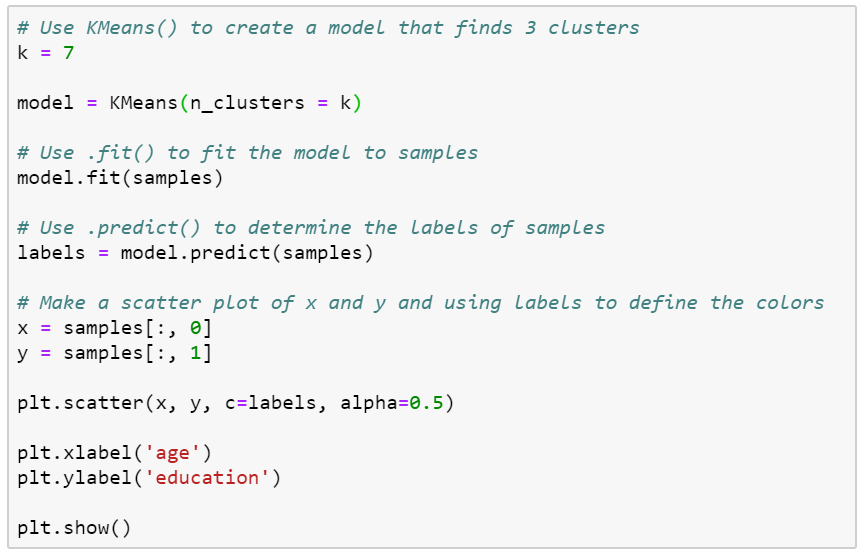 # Use KMeans() to create a model that finds 3 clusters
k = 7
model = KMeans(n_clusters = k)
# Use .fit() to fit the model to samples
model.fit(samples)
# Use .predict() to determine the labels of samples
labels = model.predict(samples)
# Make a scatter plot of x and y and using labels to define the colors
x = samples[:, 0]
y = samples[:, 1]
plt.scatter(x, y, c=labels, alpha=0.5)
plt.xlabel('age')
plt.ylabel('education')
plt.show()